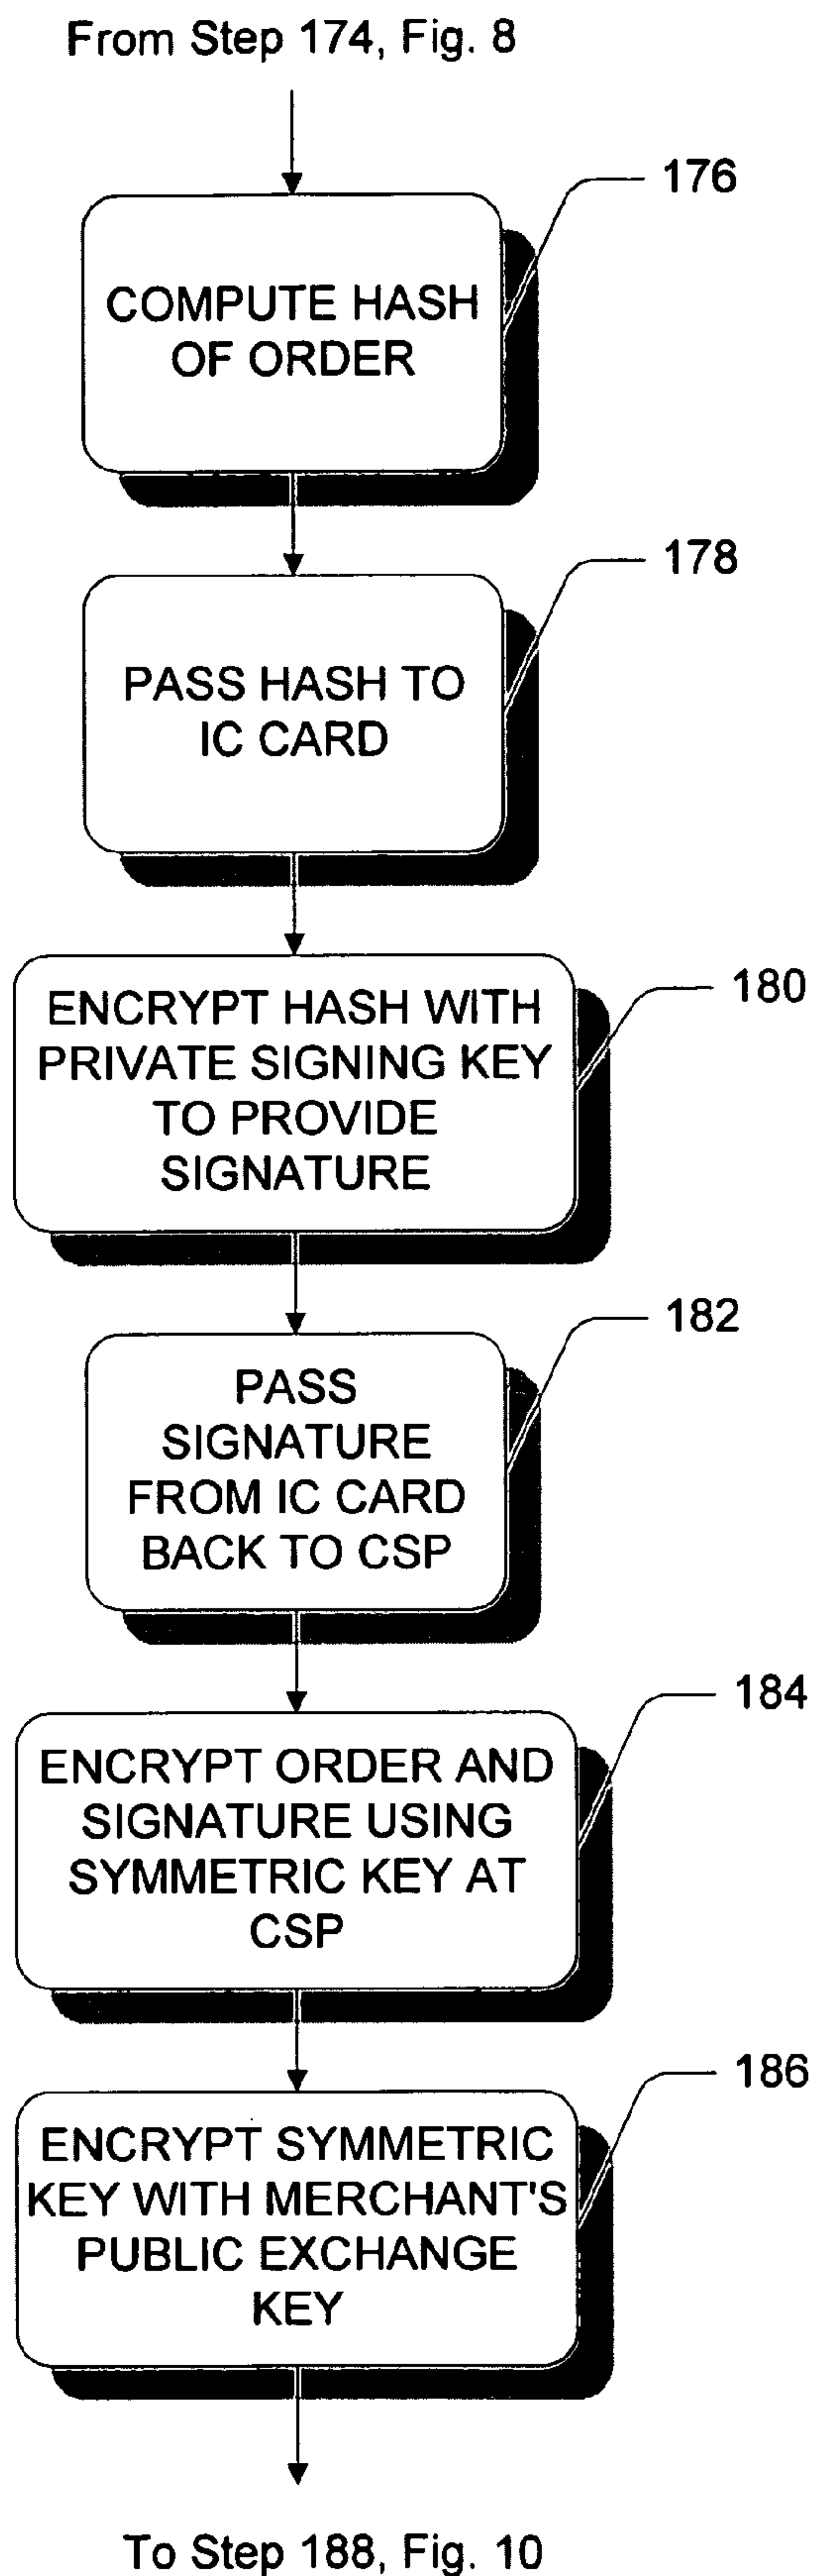 From Step 174, Fig. 8
176
COMPUTE HASH
OF ORDER
178
PASS HASH TO
IC CARD
180
ENCRYPT HASH WITH
PRIVATE SIGNING KEY
TO PROVIDE
SIGNATURE
182
PASS
SIGNATURE
FROM IC CARD
BACK TO CSP
184
ENCRYPT ORDER AND
SIGNATURE USING
SYMMETRIC KEY AT
CSP
186
ENCRYPT SYMMETRIC
KEY WITH MERCHANT'S
PUBLIC EXCHANGE
KEY
To Step 188, Fig. 10